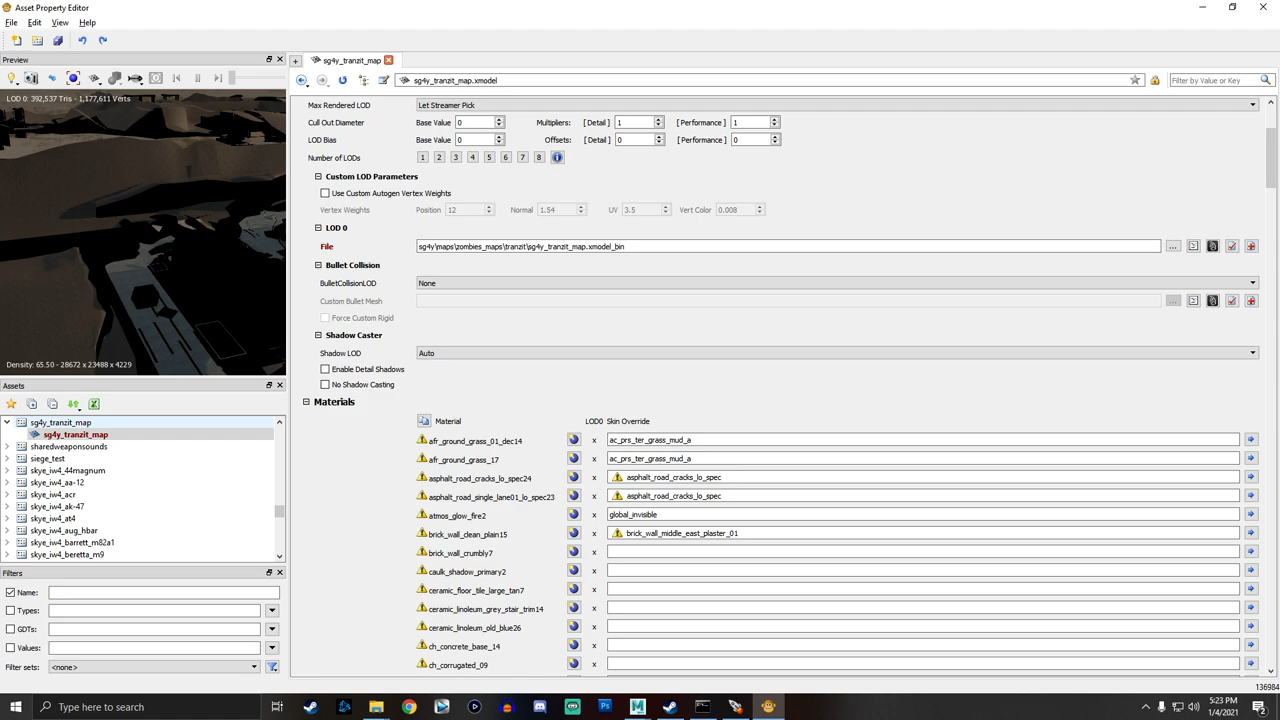 Asset Property Editor
File Edit View Help
Preview
LOD 0: 392,537 Tris - 1,177,611 Verts
Density: 65.50 - 28672 x 23488 x 4229
Assets
sg4y_tranzit_map
sg4y_tranzit_map
sharedweaponsounds
siege_test
skye_iw4_44magnum
skye_iw4_aa-12
skye_iw4_acr
skye_iw4_ak-47
skye_iw4_at4
skye_iw4_aug_hbar
skye_iw4_barrett_m82a1
skye_iw4_beretta_m9
Filters
Name:
Types:
GDTs:
Values:
Filter sets: <none>
sg4y_tranzit_map
sg4y_tranzit_map.xmodel
Filter by Value or Key
Max Rendered LOD Let Streamer Pick
Cull Out Diameter Base Value 0 Multipliers: [ Detail ] 1 [ Performance ] 1
LOD Bias Base Value 0 Offsets: [ Detail ] 0 [ Performance ] 0
Number of LODs 1 2 3 4 5 6 7 8
Custom LOD Parameters
Use Custom Autogen Vertex Weights
Vertex Weights Position 12 Normal 1.54 UV 3.5 Vert Color 0.008
LOD 0
File sg4y\maps\zombies_maps\tranzit\sg4y_tranzit_map.xmodel_bin
Bullet Collision
BulletCollisionLOD None
Custom Bullet Mesh
Force Custom Rigid
Shadow Caster
Shadow LOD Auto
Enable Detail Shadows
No Shadow Casting
Materials
Material LOD0 Skin Override
afr_ground_grass_01_dec14 x ac_prs_ter_grass_mud_a
afr_ground_grass_17 x ac_prs_ter_grass_mud_a
asphalt_road_cracks_lo_spec24 x asphalt_road_cracks_lo_spec
asphalt_road_single_lane01_lo_spec23 x asphalt_road_cracks_lo_spec
atmos_glow_fire2 x global_invisible
brick_wall_clean_plain15 x brick_wall_middle_east_plaster_01
brick_wall_crumbly7 x
caulk_shadow_primary2 x
ceramic_floor_tile_large_tan7 x
ceramic_linoleum_grey_stair_trim14 x
ceramic_linoleum_old_blue26 x
ch_concrete_base_14 x
ch_corrugated_09 x
136984
Type here to search
5:23 PM
1/4/2021